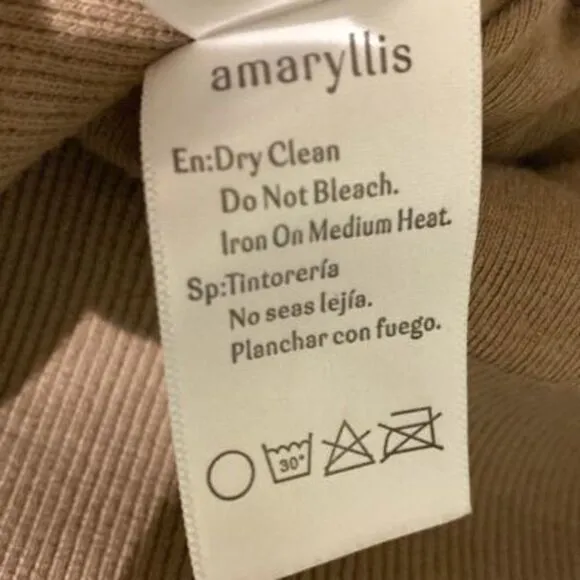 amaryllis
En:Dry Clean
Do Not Bleach.
Iron On Medium Heat.
Sp:Tintorería
No seas lejía.
Planchar con fuego.
30°